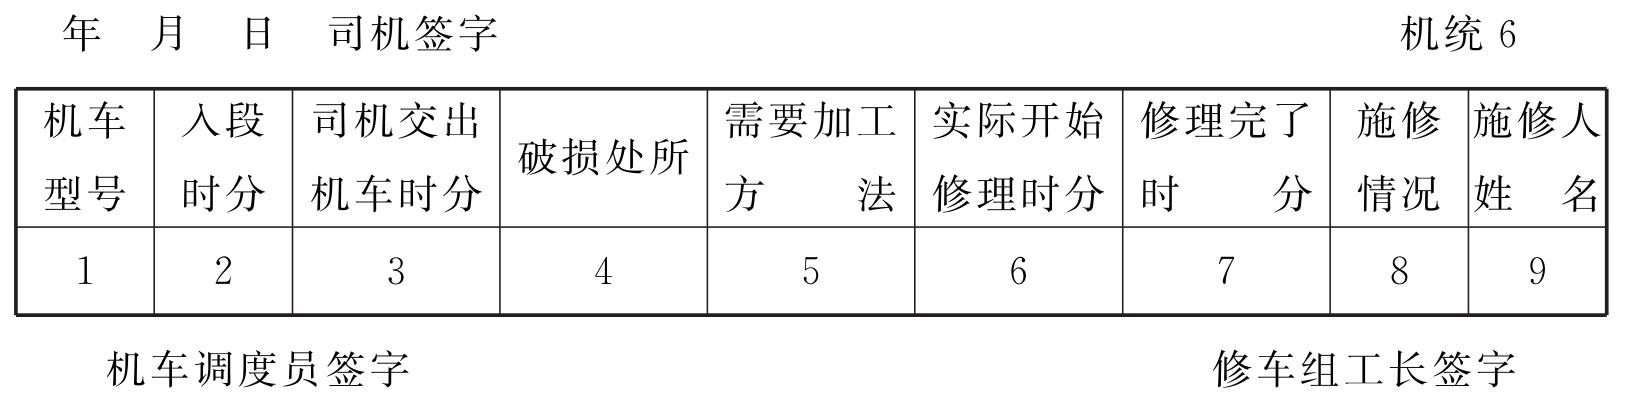 年 月 日 司机签字 机统6
机车型号 入段时分 司机交出机车时分 破损处所 需要加工方法 实际开始修理时分 修理完了时分 施修情况 施修人姓名
1 2 3 4 5 6 7 8 9
机车调度员签字 修车组工长签字